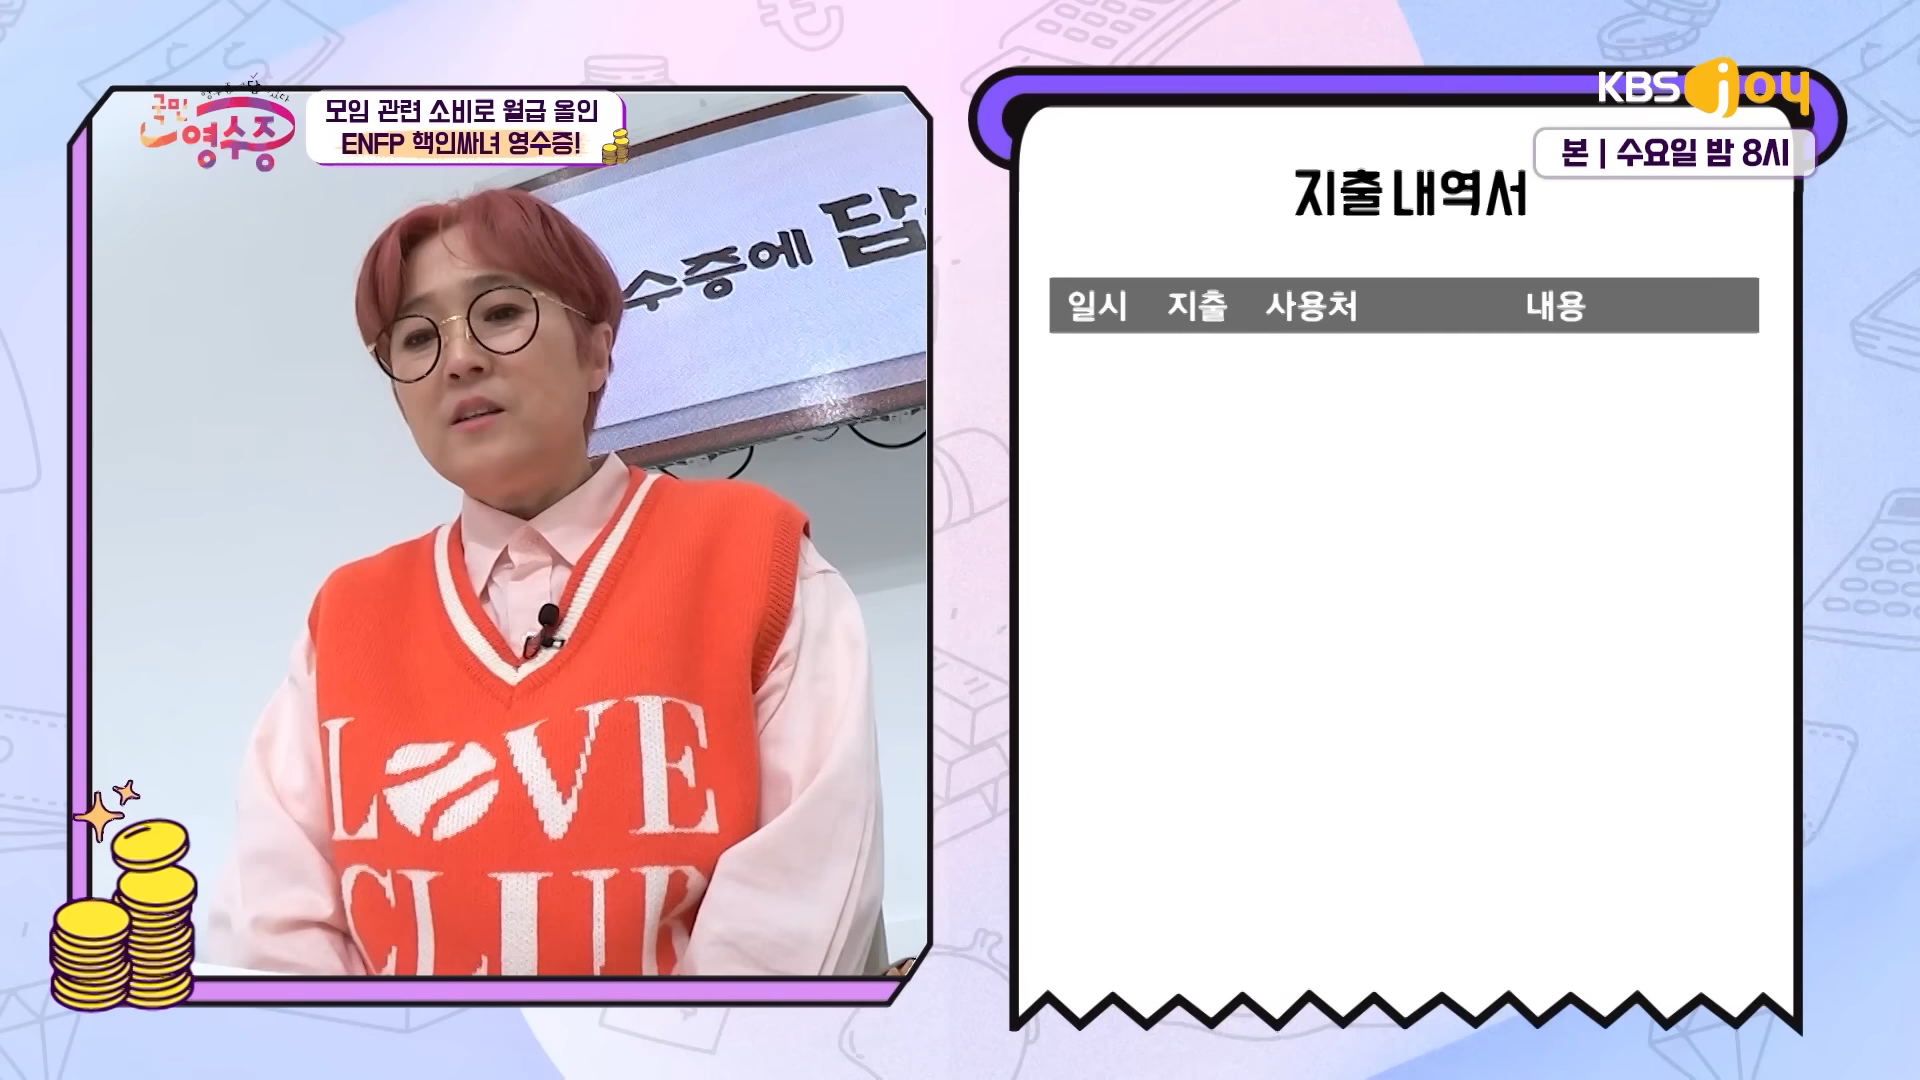 국민
영수증
모임 관련 소비로 월급 올인
ENFP 핵인싸녀 영수증!
KBS joy
본 | 수요일 밤 8시
지출내역서
일시 지출 사용처 내용
수증에 답
LOVE
CLUB